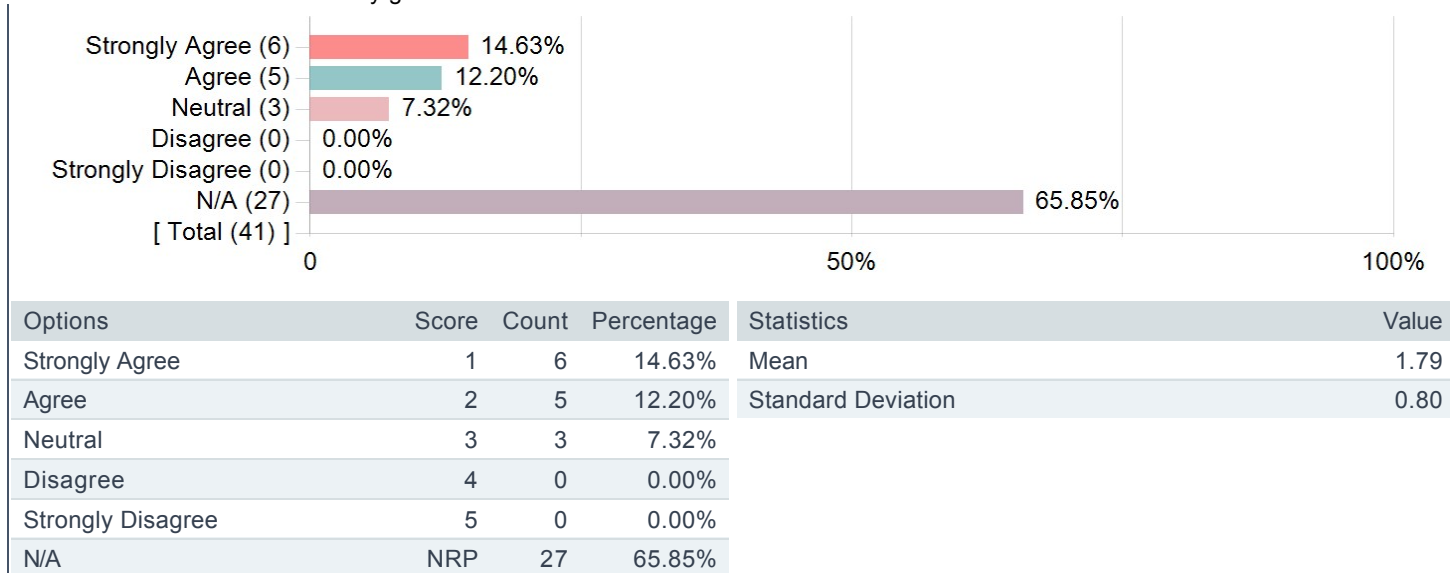 Strongly Agree (6) 14.63%
Agree (5) 12.20%
Neutral (3) 7.32%
Disagree (0) 0.00%
Strongly Disagree (0) 0.00%
N/A (27) 65.85%
[ Total (41) ]
0 50% 100%
Options Score Count Percentage
Strongly Agree 1 6 14.63%
Agree 2 5 12.20%
Neutral 3 3 7.32%
Disagree 4 0 0.00%
Strongly Disagree 5 0 0.00%
N/A NRP 27 65.85%
Statistics Value
Mean 1.79
Standard Deviation 0.80